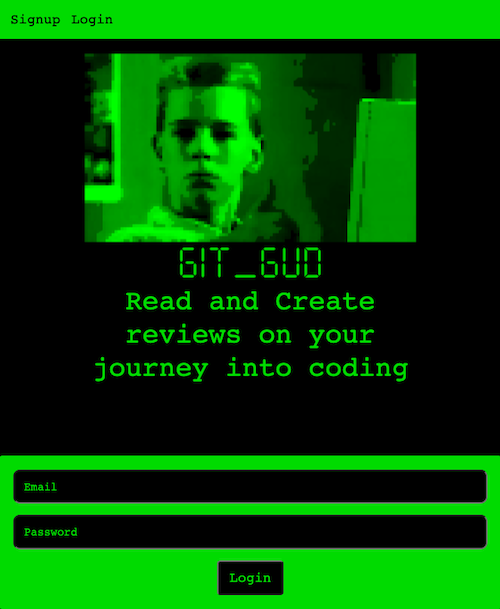 Signup Login
GIT_GUD
Read and Create
reviews on your
journey into coding
Email
Password
Login